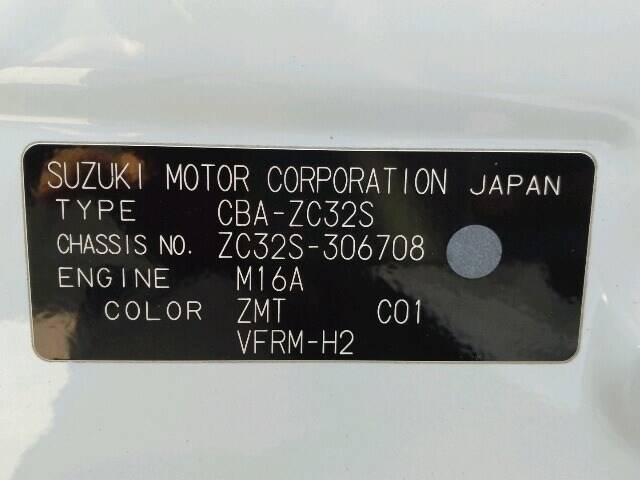 SUZUKI MOTOR CORPORATION JAPAN
TYPE CBA-ZC32S
CHASSIS NO. ZC32S-306708
ENGINE M16A
COLOR ZMT C01
VFRM-H2